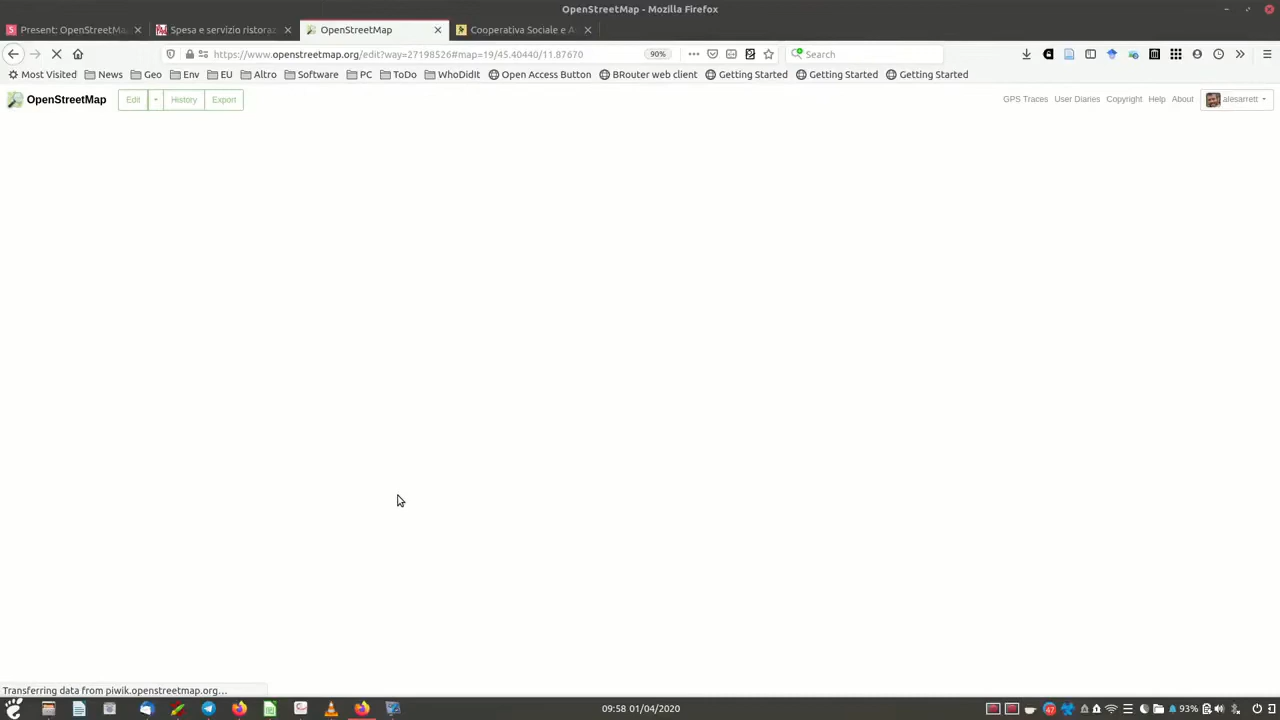 OpenStreetMap - Mozilla Firefox
Present: OpenStreetMa
Spesa e servizio ristoraz
OpenStreetMap
Cooperativa Sociale e A
https://www.openstreetmap.org/edit?way=27198526#map=19/45.40440/11.87670
90%
Search
Most Visited
News
Geo
Env
EU
Altro
Software
PC
ToDo
WhoDidIt
Open Access Button
BRouter web client
Getting Started
Getting Started
Getting Started
OpenStreetMap
Edit
History
Export
GPS Traces
User Diaries
Copyright
Help
About
alesarrett
Transferring data from piwik.openstreetmap.org…
09:58 01/04/2020
47
93%